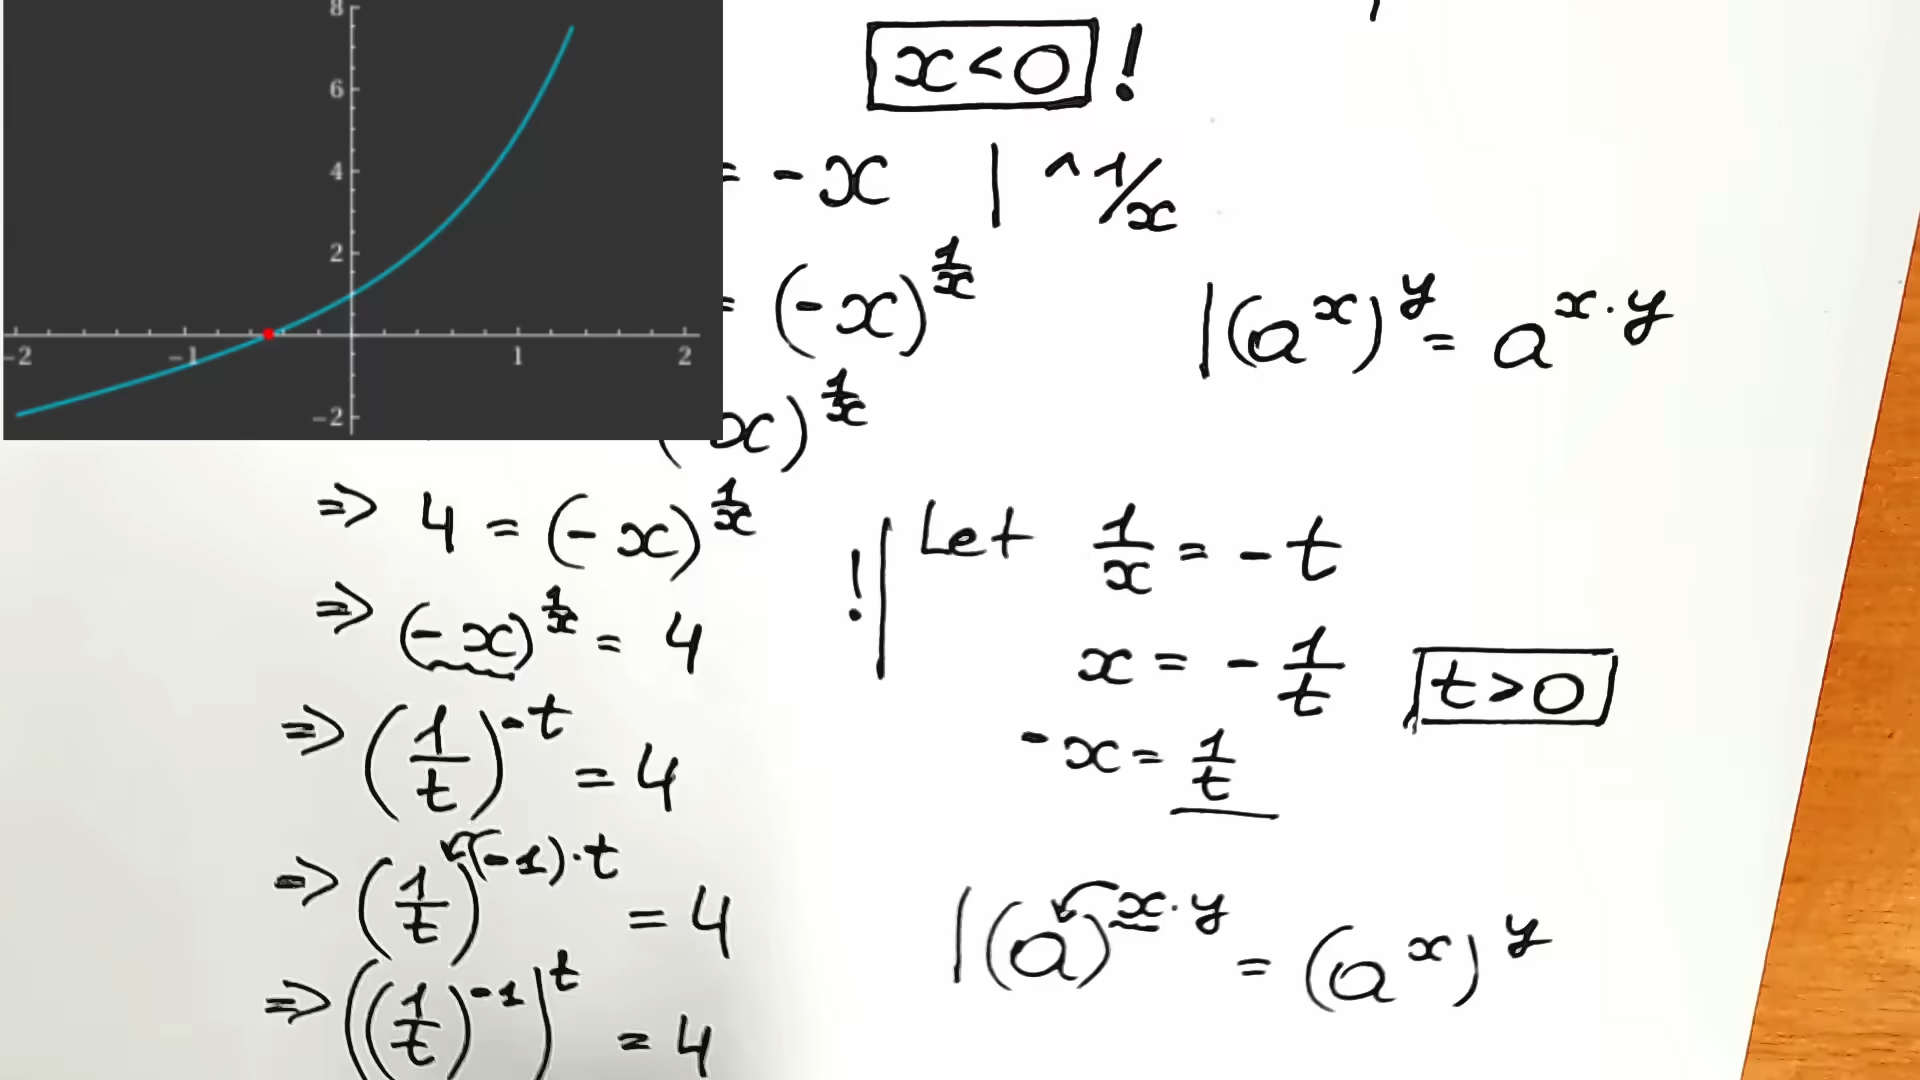 8
6
4
2
-2 -1 1 2
-2
x<0 !
= -x | ^ 1/x
= (-x)^(1/x) | (a^x)^y = a^(x·y)
x)^(1/x)
=> 4 = (-x)^(1/x)
=> (-x)^(1/x) = 4
=> (1/t)^(-t) = 4
=> (1/t)^((-1)·t) = 4
=> ((1/t)^(-1))^t = 4
! | Let 1/x = -t
x = - 1/t t>0
-x = 1/t
| (a)^(x·y) = (a^x)^y